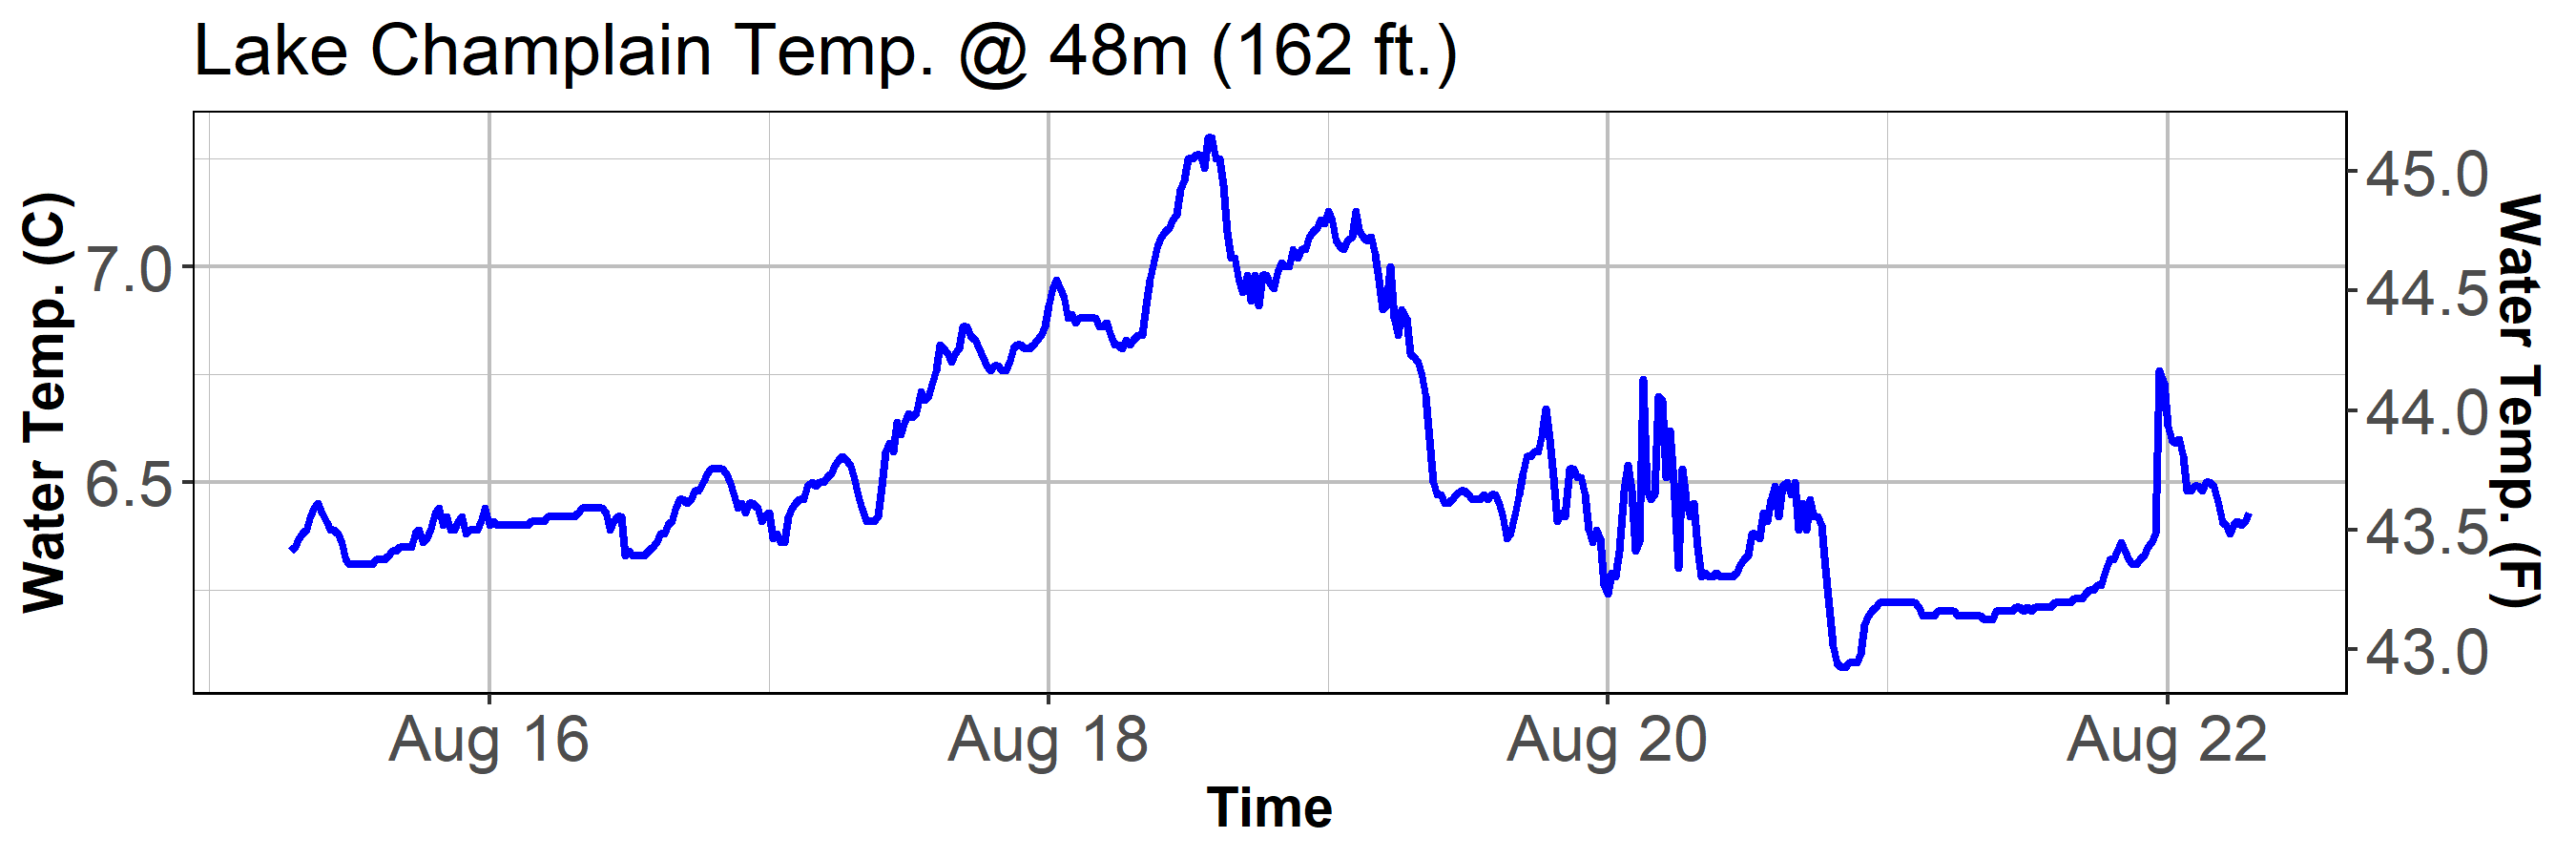 Lake Champlain Temp. @ 48m (162 ft.)
Water Temp. (C)
7.0
6.5
45.0
44.5
44.0
43.5
43.0
Water Temp. (F)
Aug 16 Aug 18 Aug 20 Aug 22
Time